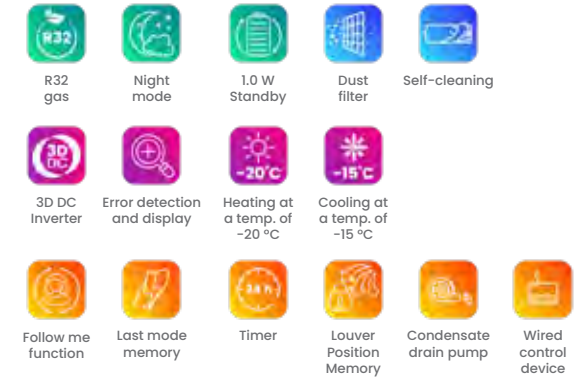 R32
R32
gas
Night
mode
1.0 W
Standby
Dust
filter
Self-cleaning
3D
DC
3D DC
Inverter
Error detection
and display
-20°C
Heating at
a temp. of
-20 °C
-15°C
Cooling at
a temp. of
-15 °C
Follow me
function
Last mode
memory
24 h
Timer
Louver
Position
Memory
Condensate
drain pump
Wired
control
device